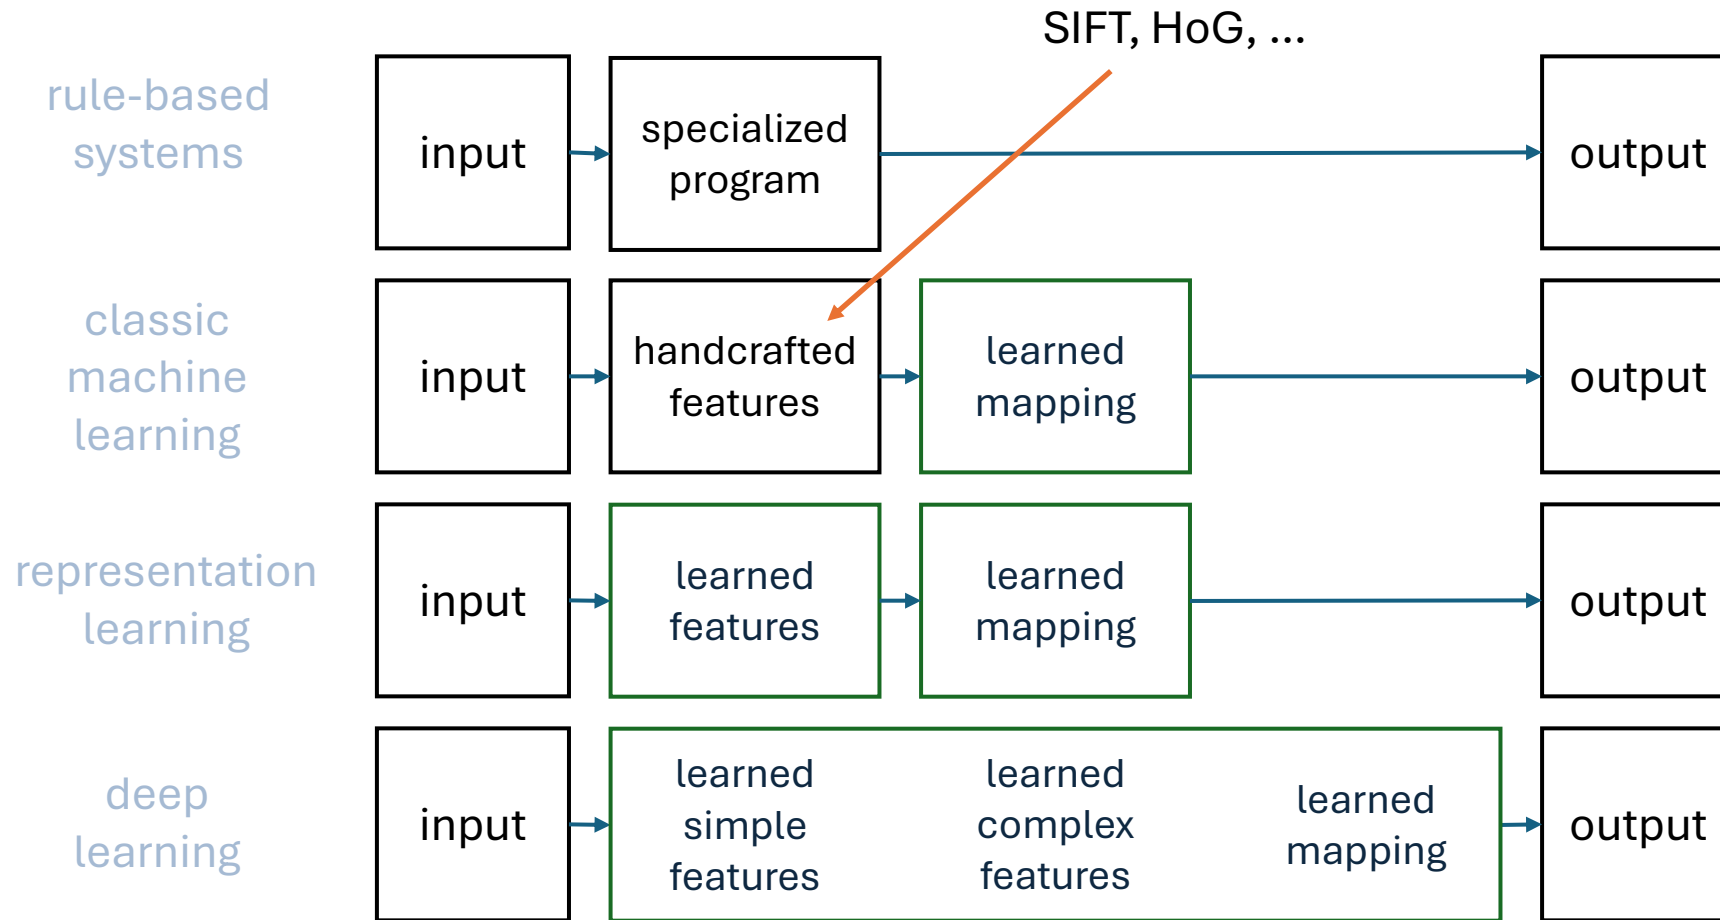 SIFT, HoG, ...
rule-based
systems
input
specialized
program
output
classic
machine
learning
input
handcrafted
features
learned
mapping
output
representation
learning
input
learned
features
learned
mapping
output
deep
learning
input
learned
simple
features
learned
complex
features
learned
mapping
output